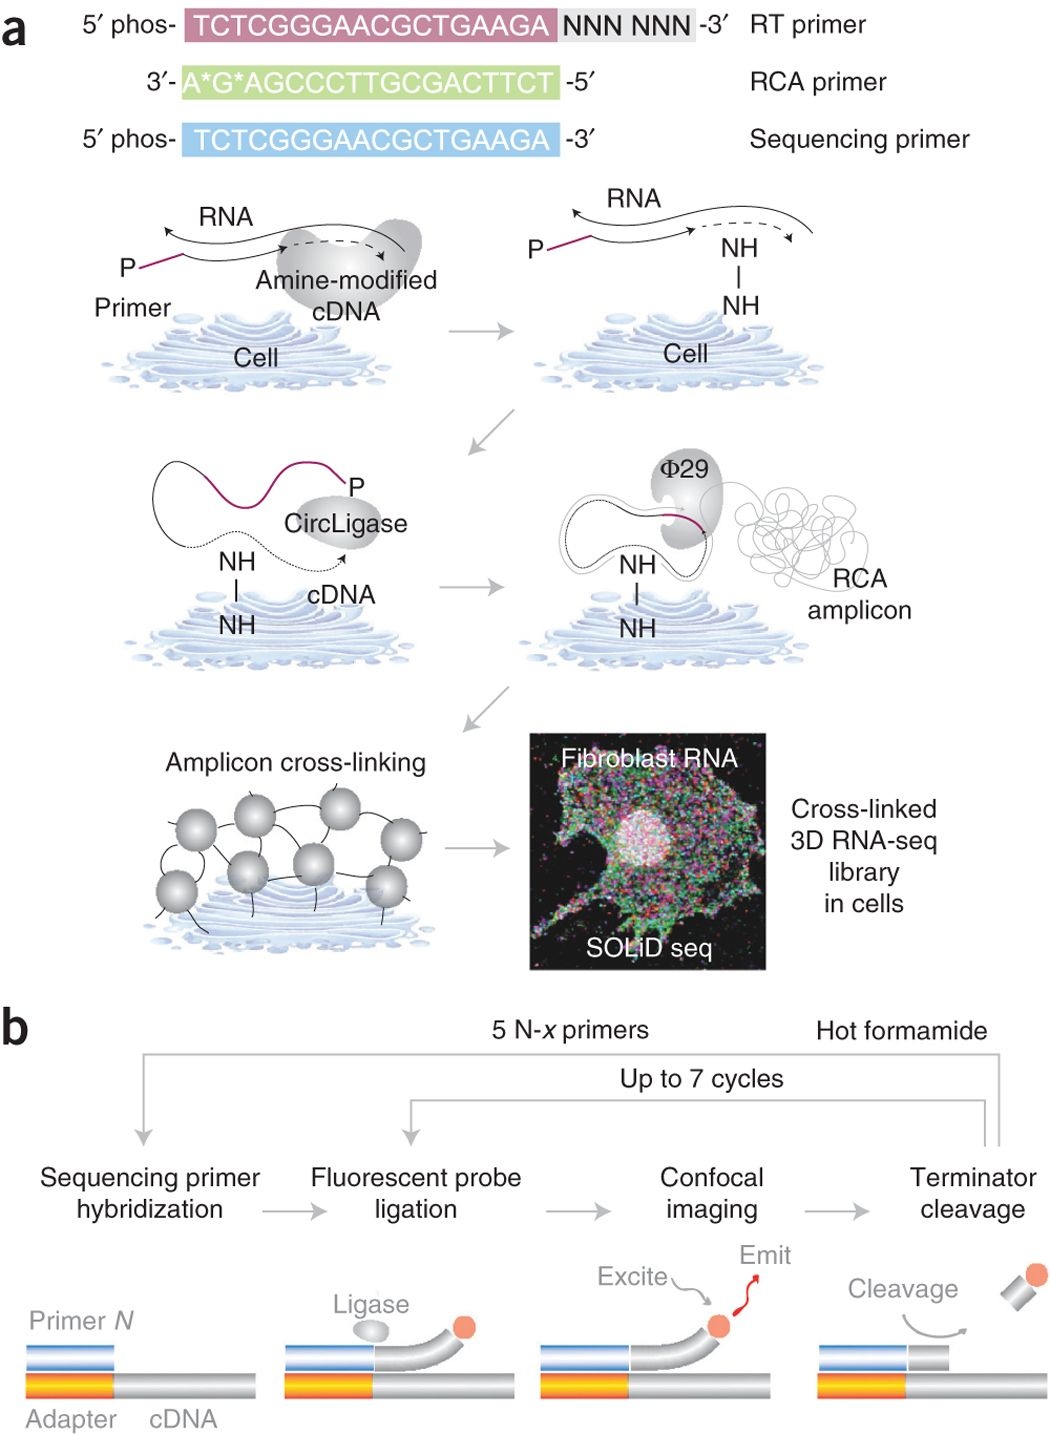 a
5′ phos- TCTCGGGAACGCTGAAGA NNN NNN -3′ RT primer
3′- A*G*AGCCCTTGCGACTTCT -5′ RCA primer
5′ phos- TCTCGGGAACGCTGAAGA -3′ Sequencing primer
RNA
P
Primer
Amine-modified
cDNA
Cell
RNA
P
NH
NH
Cell
P
CircLigase
NH
cDNA
NH
Φ29
NH
NH
RCA
amplicon
Amplicon cross-linking
Fibroblast RNA
SOLiD seq
Cross-linked
3D RNA-seq
library
in cells
b
5 N-x primers
Hot formamide
Up to 7 cycles
Sequencing primer
hybridization
Fluorescent probe
ligation
Confocal
imaging
Terminator
cleavage
Primer N
Adapter
cDNA
Ligase
Excite
Emit
Cleavage